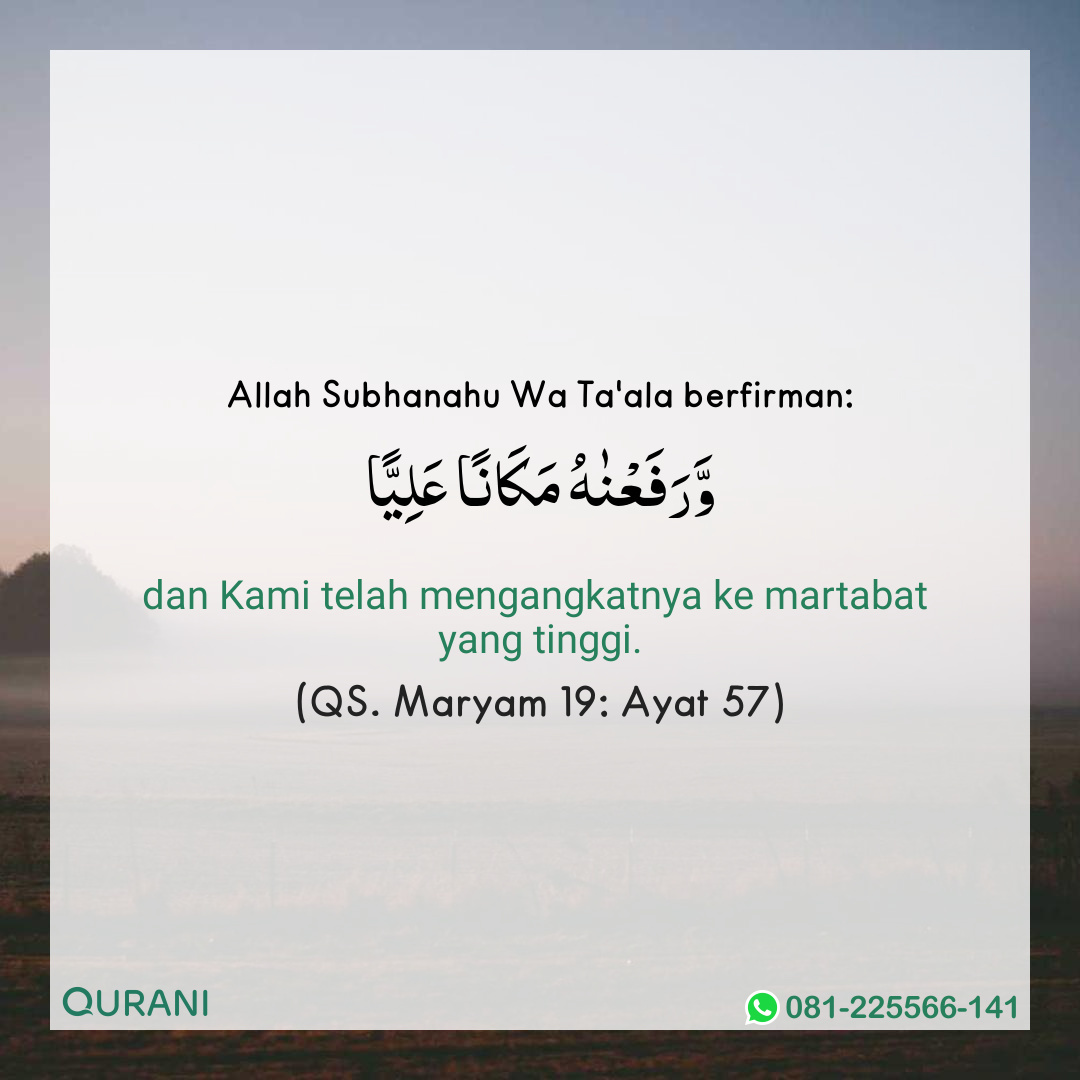 Allah Subhanahu Wa Ta'ala berfirman:
وَّرَفَعْنٰهُ مَكَانًا عَلِيًّا
dan Kami telah mengangkatnya ke martabat
yang tinggi.
(QS. Maryam 19: Ayat 57)
QURANI
081-225566-141